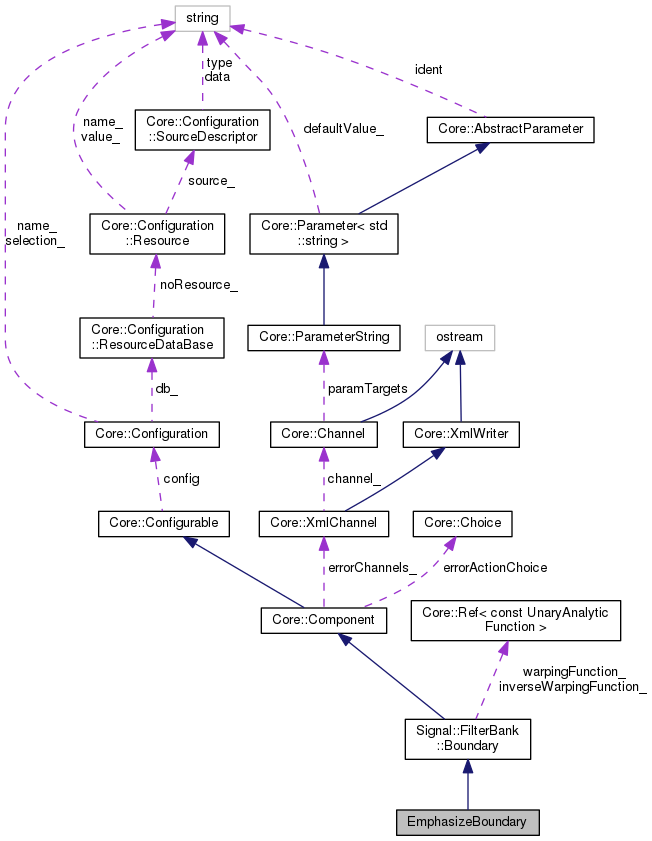 string
type
data
ident
Core::Configuration
::SourceDescriptor
name_
value_
defaultValue_
Core::AbstractParameter
source_
Core::Configuration
::Resource
Core::Parameter< std
::string >
name_
selection_
noResource_
Core::Configuration
::ResourceDataBase
Core::ParameterString
ostream
db_
paramTargets
Core::Configuration
Core::Channel
Core::XmlWriter
config
channel_
Core::Configurable
Core::XmlChannel
Core::Choice
errorChannels_
errorActionChoice
Core::Component
Core::Ref< const UnaryAnalytic
Function >
warpingFunction_
inverseWarpingFunction_
Signal::FilterBank
::Boundary
EmphasizeBoundary